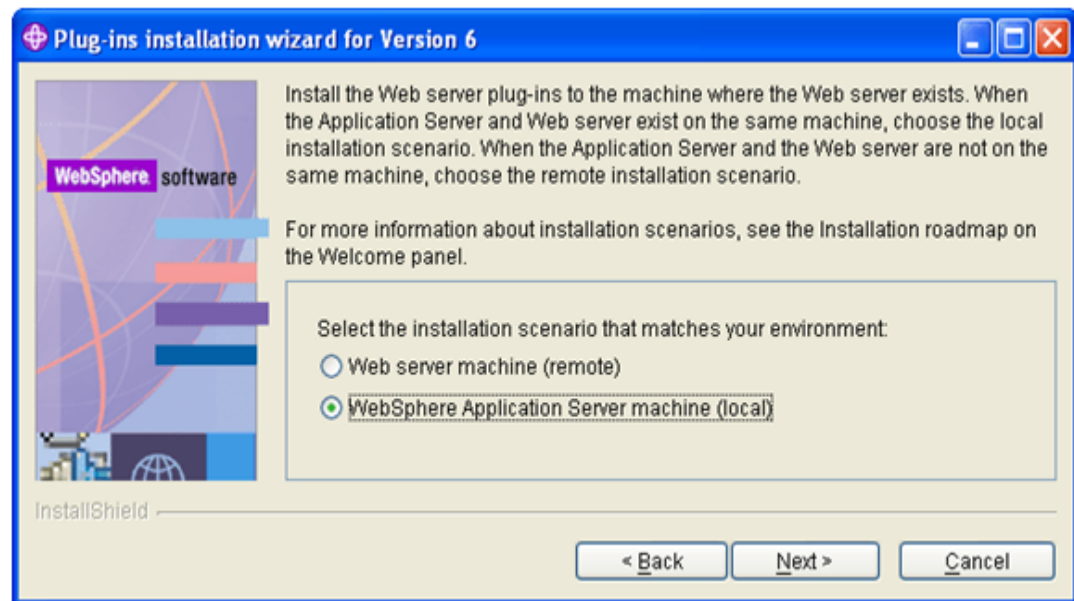 Plug-ins installation wizard for Version 6
Install the Web server plug-ins to the machine where the Web server exists. When
the Application Server and Web server exist on the same machine, choose the local
installation scenario. When the Application Server and the Web server are not on the
same machine, choose the remote installation scenario.
WebSphere. software
For more information about installation scenarios, see the Installation roadmap on
the Welcome panel.
Select the installation scenario that matches your environment:
Web server machine (remote)
WebSphere Application Server machine (local)
InstallShield
< Back
Next >
Cancel